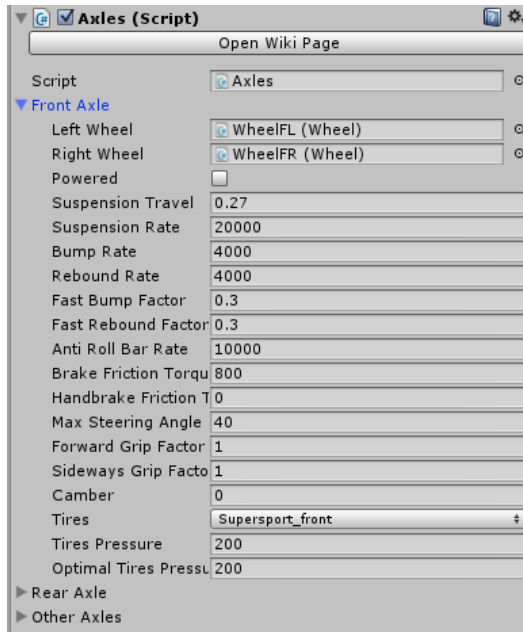 Axles (Script)
Open Wiki Page
Script Axles
Front Axle
Left Wheel WheelFL (Wheel)
Right Wheel WheelFR (Wheel)
Powered
Suspension Travel 0.27
Suspension Rate 20000
Bump Rate 4000
Rebound Rate 4000
Fast Bump Factor 0.3
Fast Rebound Factor 0.3
Anti Roll Bar Rate 10000
Brake Friction Torqu 800
Handbrake Friction T 0
Max Steering Angle 40
Forward Grip Factor 1
Sideways Grip Facto 1
Camber 0
Tires Supersport_front
Tires Pressure 200
Optimal Tires Pressu 200
Rear Axle
Other Axles